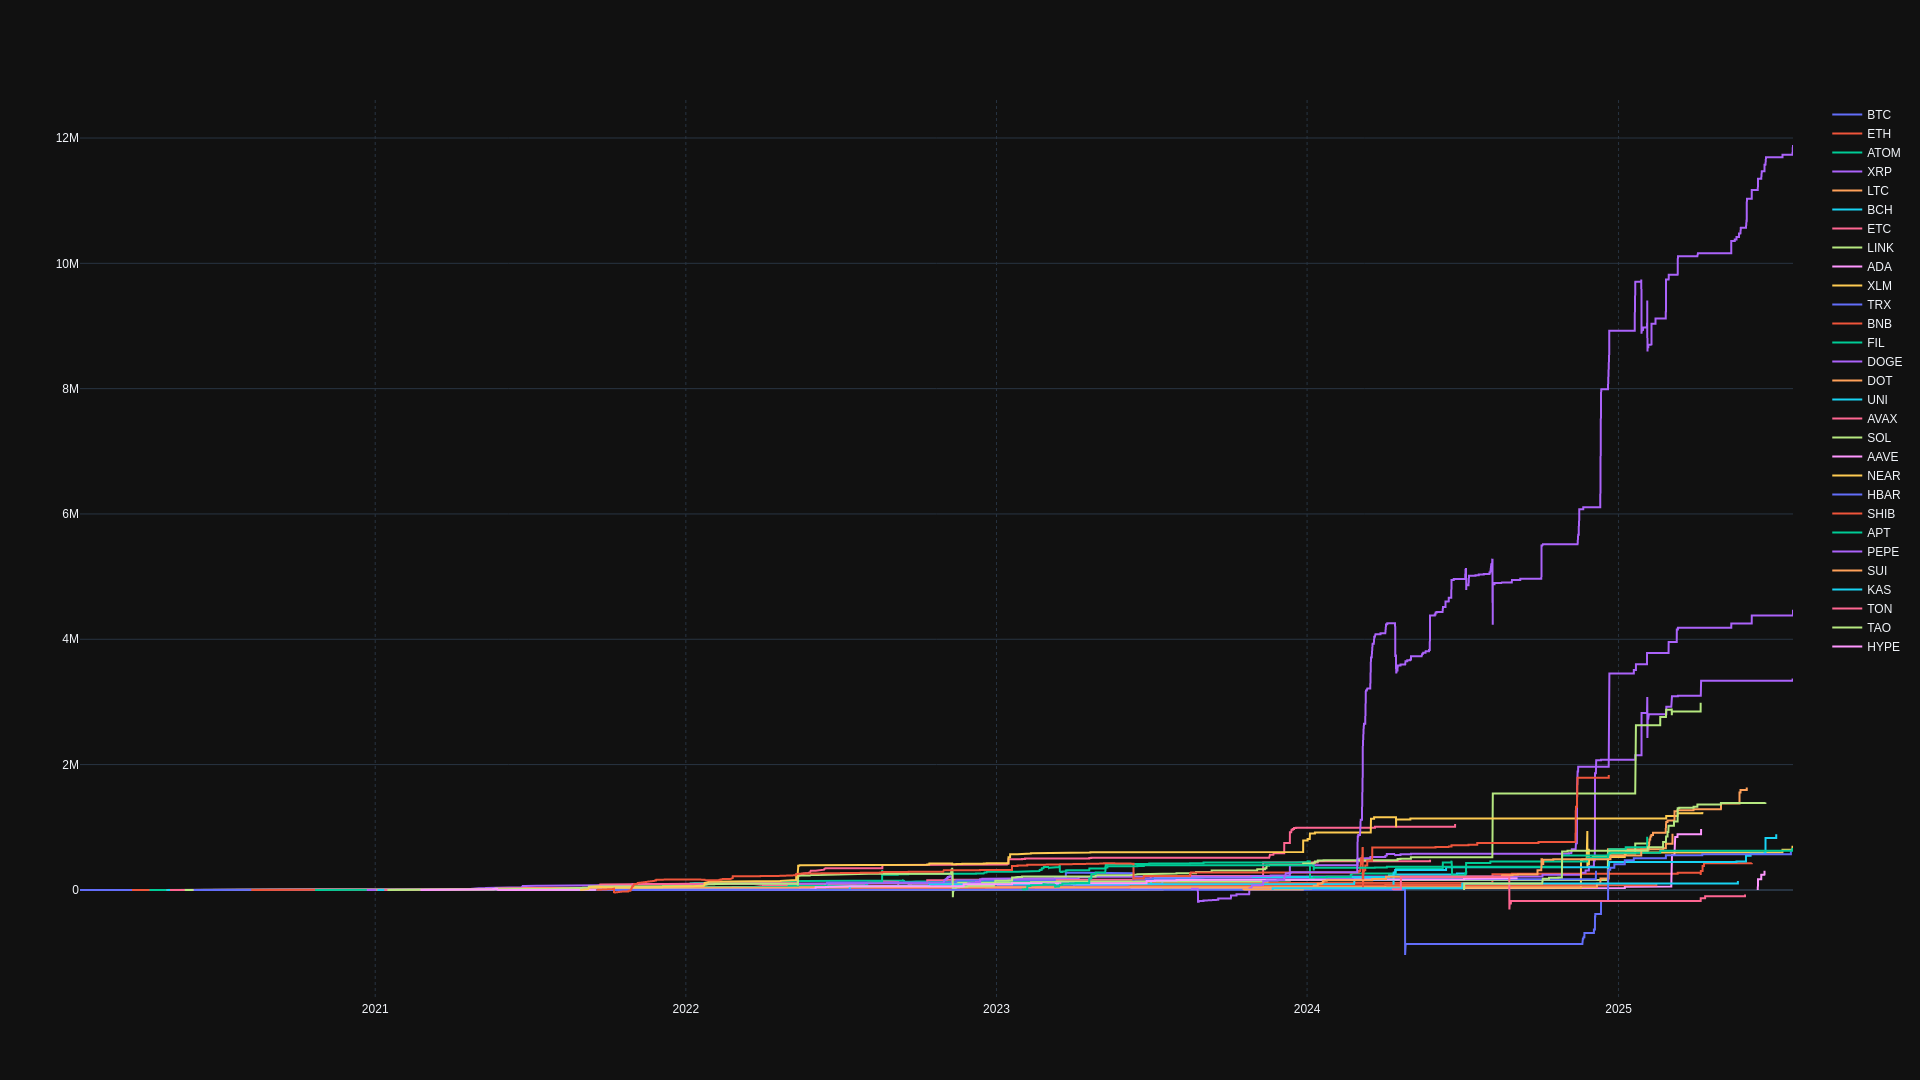 12M
10M
8M
6M
4M
2M
0
2021
2022
2023
2024
2025
BTC
ETH
ATOM
XRP
LTC
BCH
ETC
LINK
ADA
XLM
TRX
BNB
FIL
DOGE
DOT
UNI
AVAX
SOL
AAVE
NEAR
HBAR
SHIB
APT
PEPE
SUI
KAS
TON
TAO
HYPE